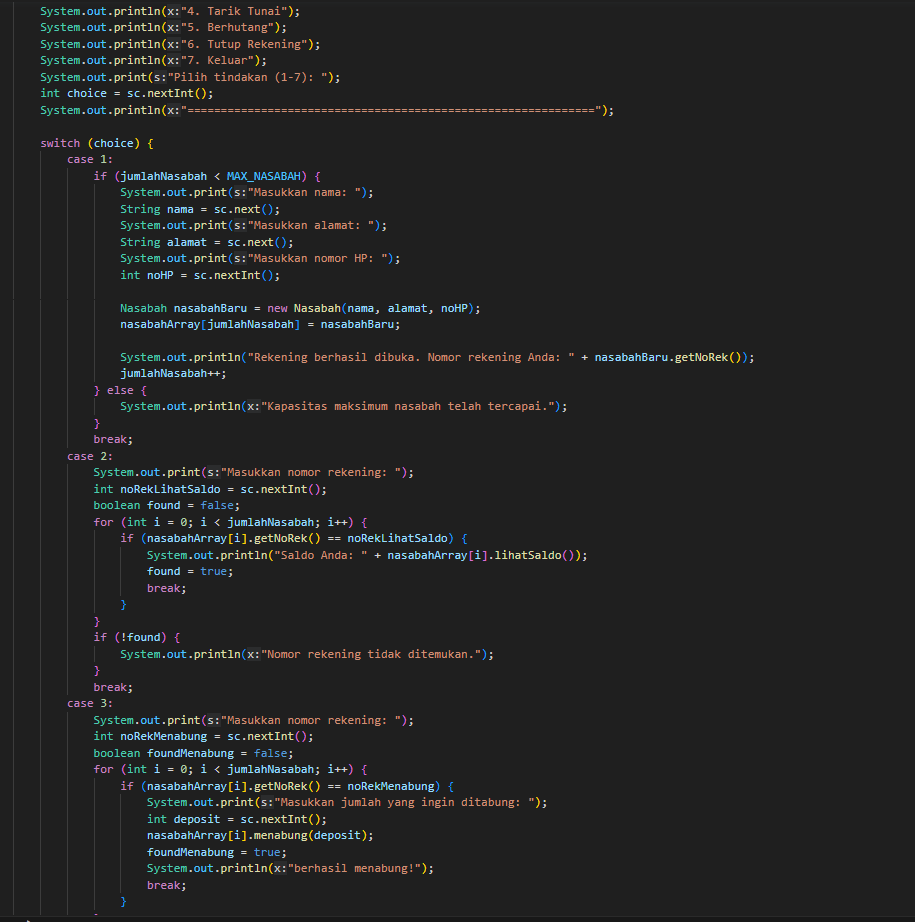 System.out.println(x:"4. Tarik Tunai");
System.out.println(x:"5. Berhutang");
System.out.println(x:"6. Tutup Rekening");
System.out.println(x:"7. Keluar");
System.out.print(s:"Pilih tindakan (1-7): ");
int choice = sc.nextInt();
System.out.println(x:"=============================================================");
switch (choice) {
case 1:
if (jumlahNasabah < MAX_NASABAH) {
System.out.print(s:"Masukkan nama: ");
String nama = sc.next();
System.out.print(s:"Masukkan alamat: ");
String alamat = sc.next();
System.out.print(s:"Masukkan nomor HP: ");
int noHP = sc.nextInt();
Nasabah nasabahBaru = new Nasabah(nama, alamat, noHP);
nasabahArray[jumlahNasabah] = nasabahBaru;
System.out.println("Rekening berhasil dibuka. Nomor rekening Anda: " + nasabahBaru.getNoRek());
jumlahNasabah++;
} else {
System.out.println(x:"Kapasitas maksimum nasabah telah tercapai.");
}
break;
case 2:
System.out.print(s:"Masukkan nomor rekening: ");
int noRekLihatSaldo = sc.nextInt();
boolean found = false;
for (int i = 0; i < jumlahNasabah; i++) {
if (nasabahArray[i].getNoRek() == noRekLihatSaldo) {
System.out.println("Saldo Anda: " + nasabahArray[i].lihatSaldo());
found = true;
break;
}
}
if (!found) {
System.out.println(x:"Nomor rekening tidak ditemukan.");
}
break;
case 3:
System.out.print(s:"Masukkan nomor rekening: ");
int noRekMenabung = sc.nextInt();
boolean foundMenabung = false;
for (int i = 0; i < jumlahNasabah; i++) {
if (nasabahArray[i].getNoRek() == noRekMenabung) {
System.out.print(s:"Masukkan jumlah yang ingin ditabung: ");
int deposit = sc.nextInt();
nasabahArray[i].menabung(deposit);
foundMenabung = true;
System.out.println(x:"berhasil menabung!");
break;
}